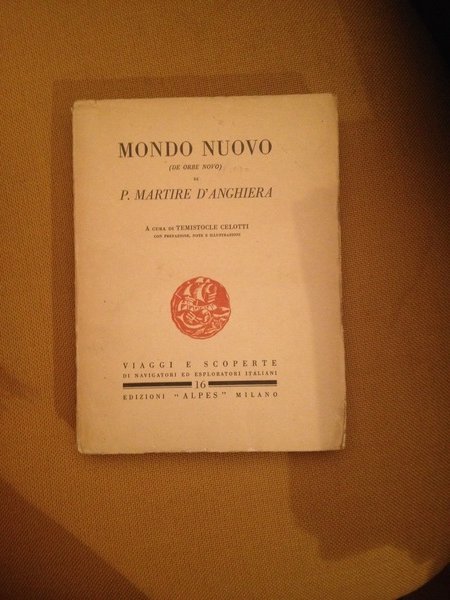 MONDO NUOVO
(DE ORBE NOVO)
DI
P. MARTIRE D'ANGHIERA
A CURA DI TEMISTOCLE CELOTTI
CON PREFAZIONE, NOTE E ILLUSTRAZIONI
VIAGGI E SCOPERTE
DI NAVIGATORI ED ESPLORATORI ITALIANI
16
EDIZIONI "ALPES" MILANO